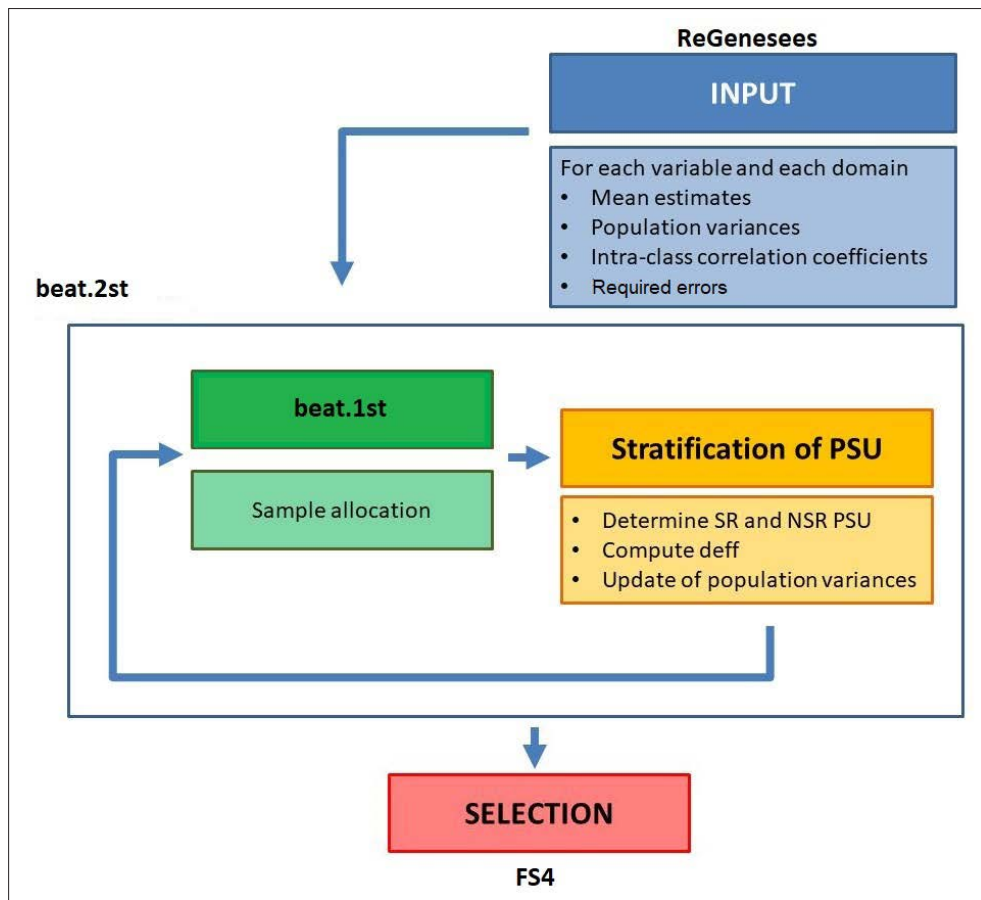 ReGenesees
INPUT
For each variable and each domain
• Mean estimates
• Population variances
• Intra-class correlation coefficients
• Required errors
beat.2st
beat.1st
Sample allocation
Stratification of PSU
• Determine SR and NSR PSU
• Compute deff
• Update of population variances
SELECTION
FS4